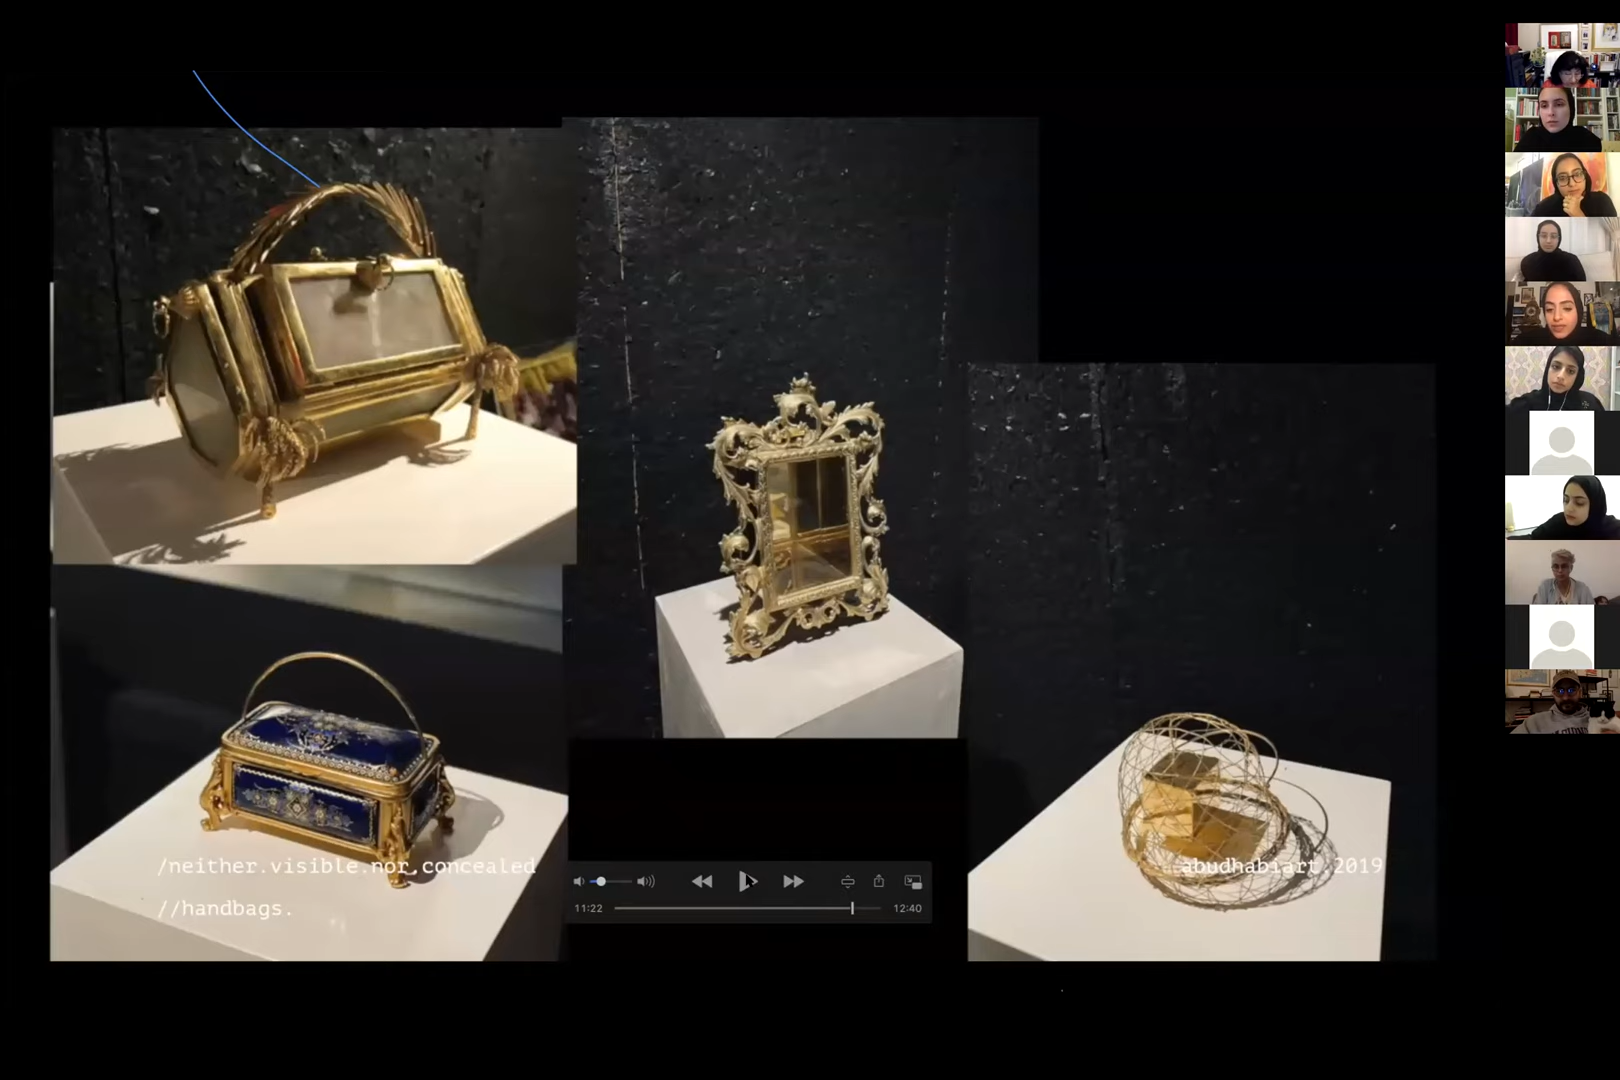 /neither.visible.nor.concealed
//handbags.
abudhabiart.2019
11:22
12:40